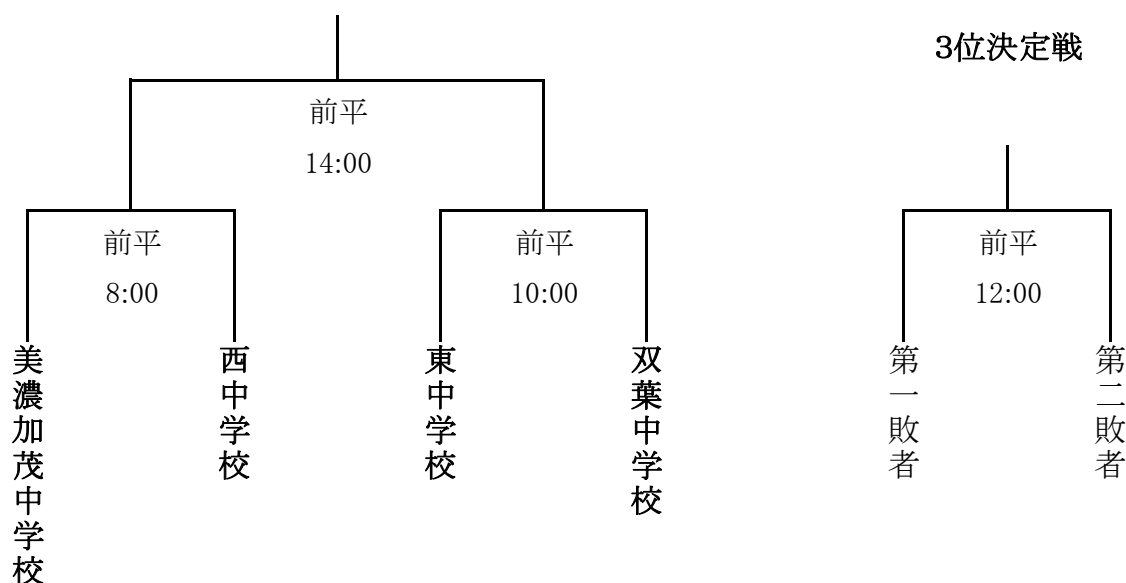 3位決定戦
前平
14:00
前平
8:00
前平
10:00
前平
12:00
美濃加茂中学校
西中学校
東中学校
双葉中学校
第一敗者
第二敗者